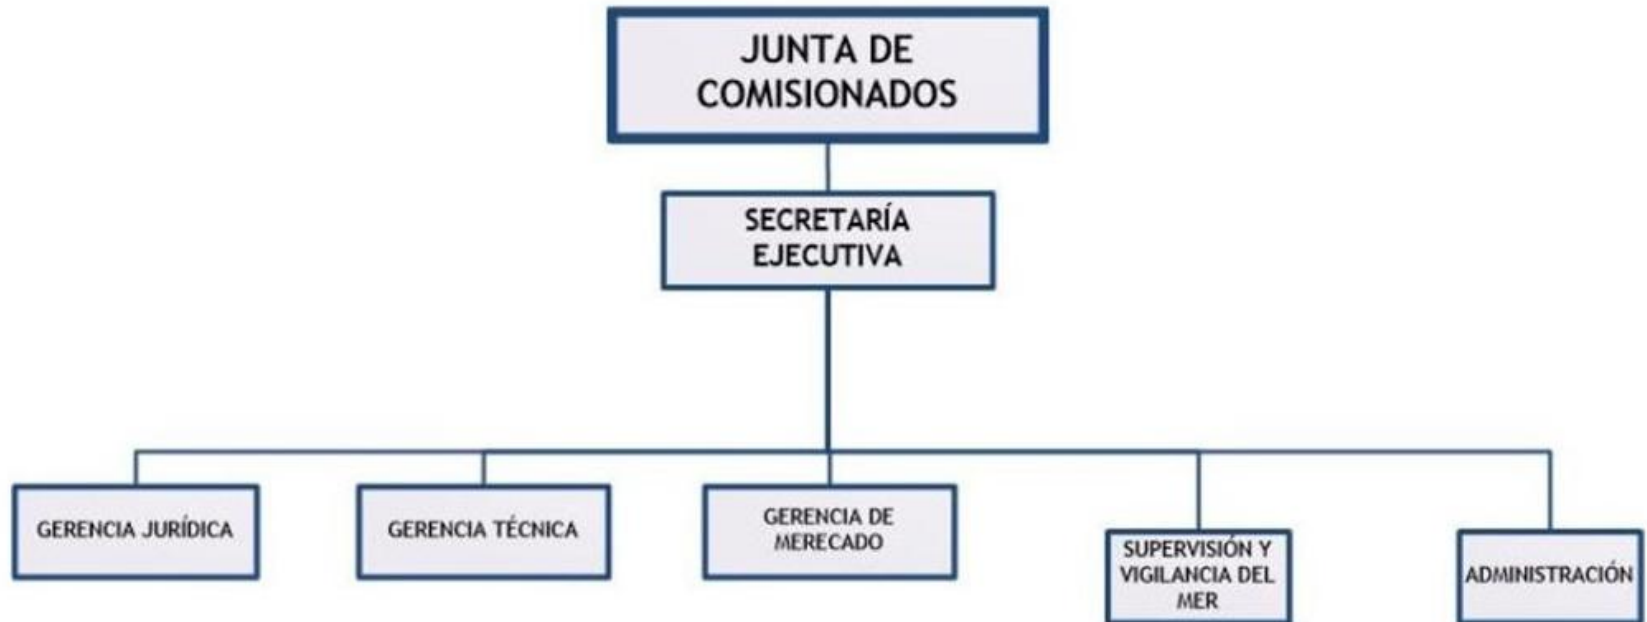 JUNTA DE
COMISIONADOS
SECRETARÍA
EJECUTIVA
GERENCIA JURÍDICA
GERENCIA TÉCNICA
GERENCIA DE
MERECADO
SUPERVISIÓN Y
VIGILANCIA DEL
MER
ADMINISTRACIÓN